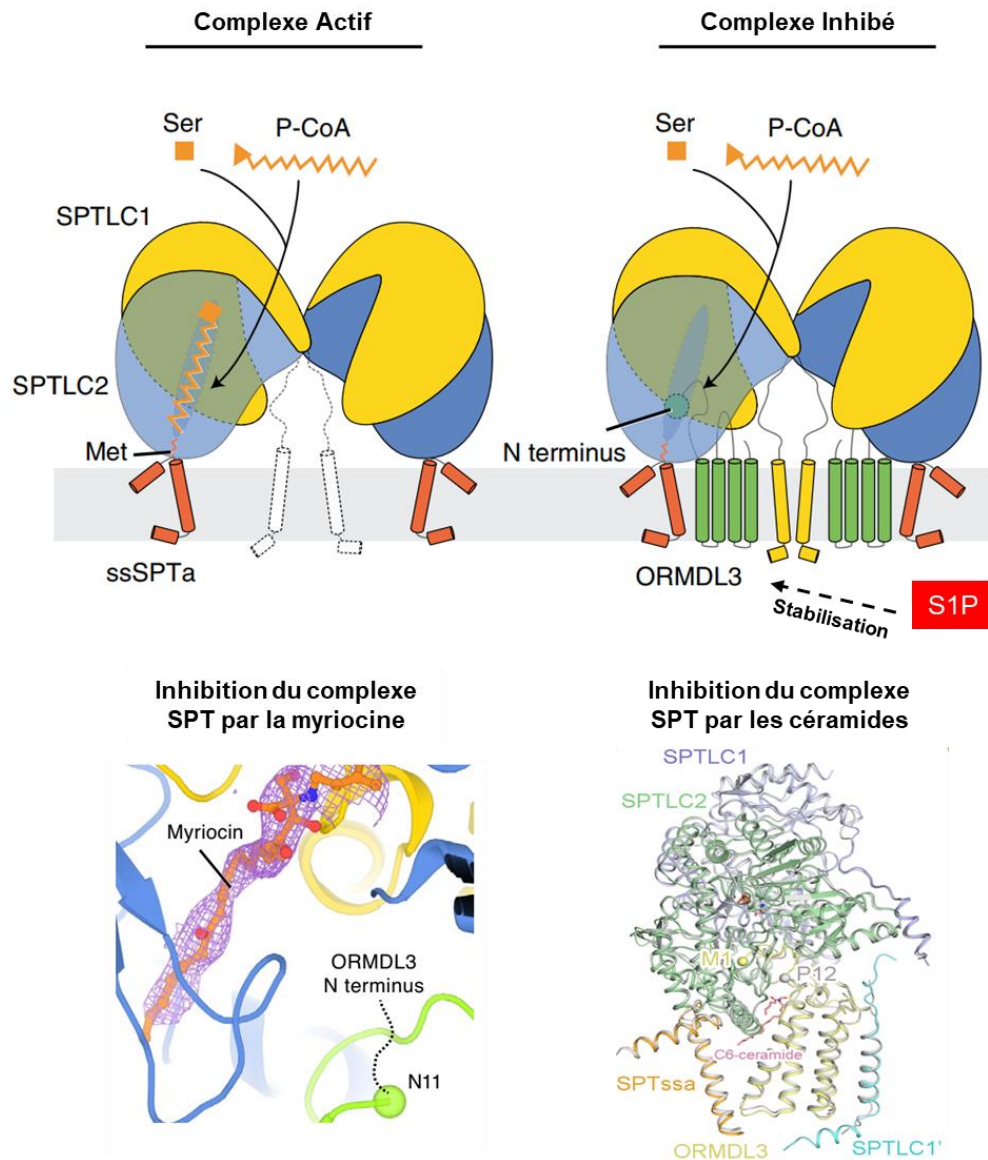 Complexe Actif
Complexe Inhibé
Ser
P-CoA
Ser
P-CoA
SPTLC1
SPTLC2
Met
N terminus
ssSPTa
ORMDL3
Stabilisation
S1P
Inhibition du complexe
SPT par la myriocine
Inhibition du complexe
SPT par les céramides
Myriocin
ORMDL3
N terminus
N11
SPTLC1
SPTLC2
M1
P12
C6-ceramide
SPTssa
ORMDL3
SPTLC1'